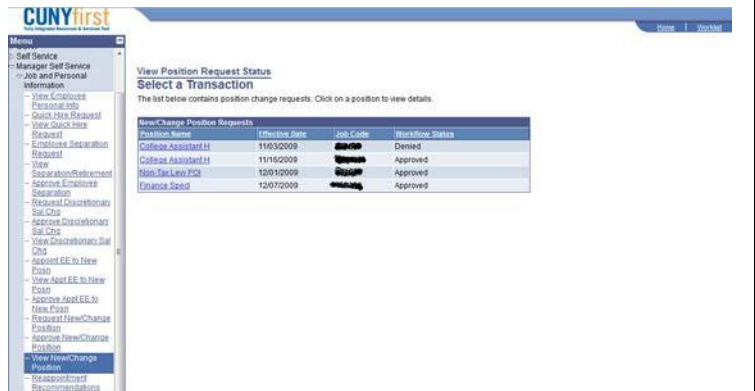 CUNYfirst
Fully Integrated Resources & Services Tool
Home | Worklist
Menu
Self Service
Manager Self Service
Job and Personal
Information
– View Employee
Personal Info
– Quick Hire Request
– View Quick Hire
Request
– Employee Separation
Request
– View
Separation/Retirement
– Approve Employee
Separation
– Request Discretionary
Sal Chg
– Approve Discretionary
Sal Chg
– View Discretionary Sal
Chg
– Appoint EE to New
Posn
– View Appt EE to New
Posn
– Approve Appt EE to
New Posn
– Request New/Change
Position
– Approve New/Change
Position
– View New/Change
Position
– Reappointment
Recommendations
View Position Request Status
Select a Transaction
The list below contains position change requests. Click on a position to view details.
New/Change Position Requests
Position Name Effective Date Job Code Workflow Status
College Assistant H 11/03/2009 Denied
College Assistant H 11/16/2009 Approved
Non-Tax Levy POI 12/01/2009 Approved
Finance Specl 12/07/2009 Approved